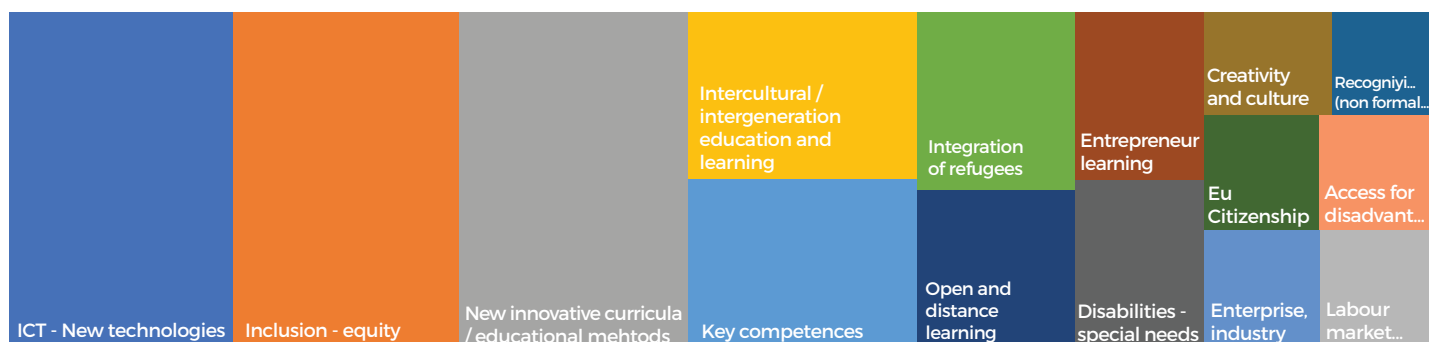 ICT - New technologies
Inclusion - equity
New innovative curricula
/ educational mehtods
Intercultural /
intergeneration
education and
learning
Key competences
Integration
of refugees
Open and
distance
learning
Entrepreneur
learning
Disabilities -
special needs
Creativity
and culture
Recogniyi...
(non formal...
Eu
Citizenship
Access for
disadvant...
Enterprise,
industry
Labour
market...